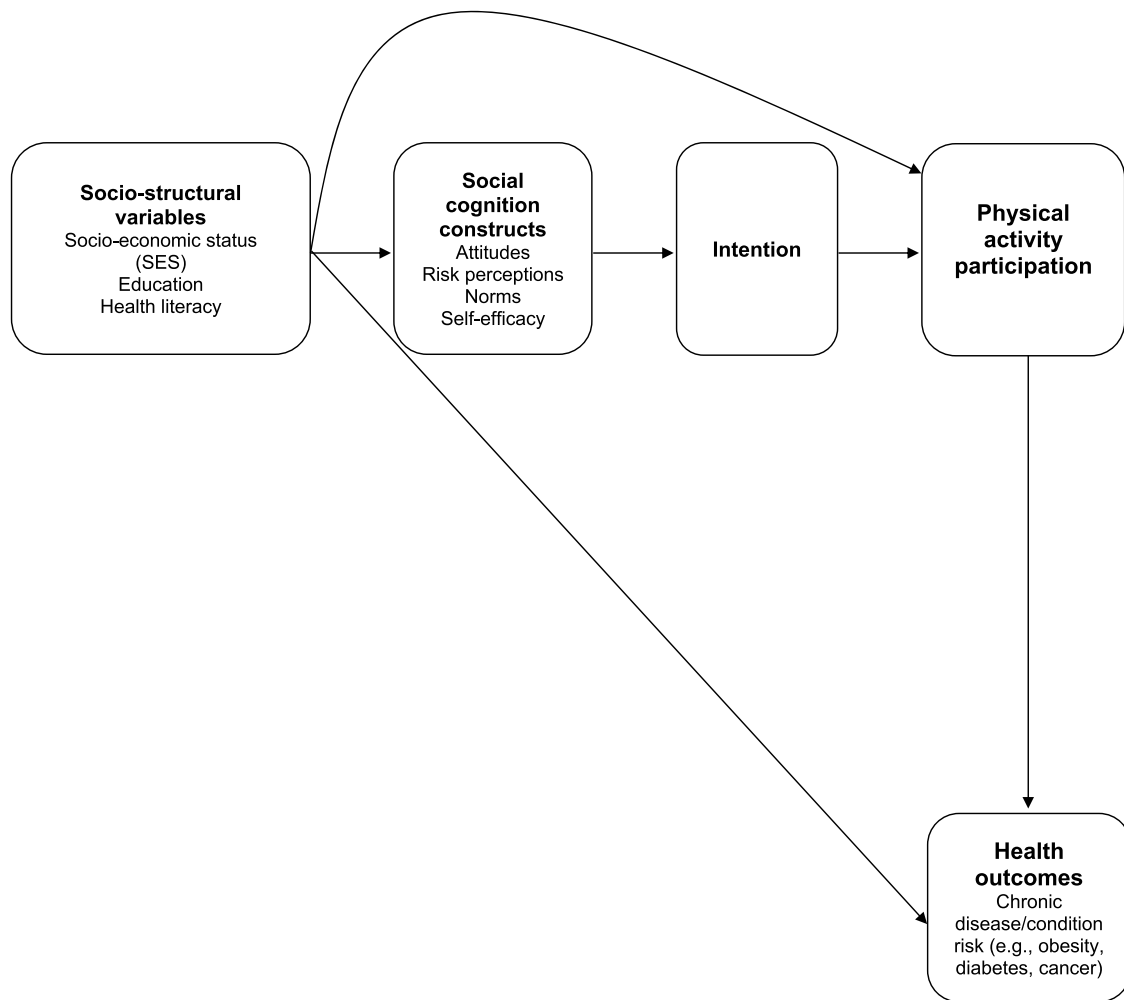 Socio-structural
variables
Socio-economic status
(SES)
Education
Health literacy
Social
cognition
constructs
Attitudes
Risk perceptions
Norms
Self-efficacy
Intention
Physical
activity
participation
Health
outcomes
Chronic
disease/condition
risk (e.g., obesity,
diabetes, cancer)